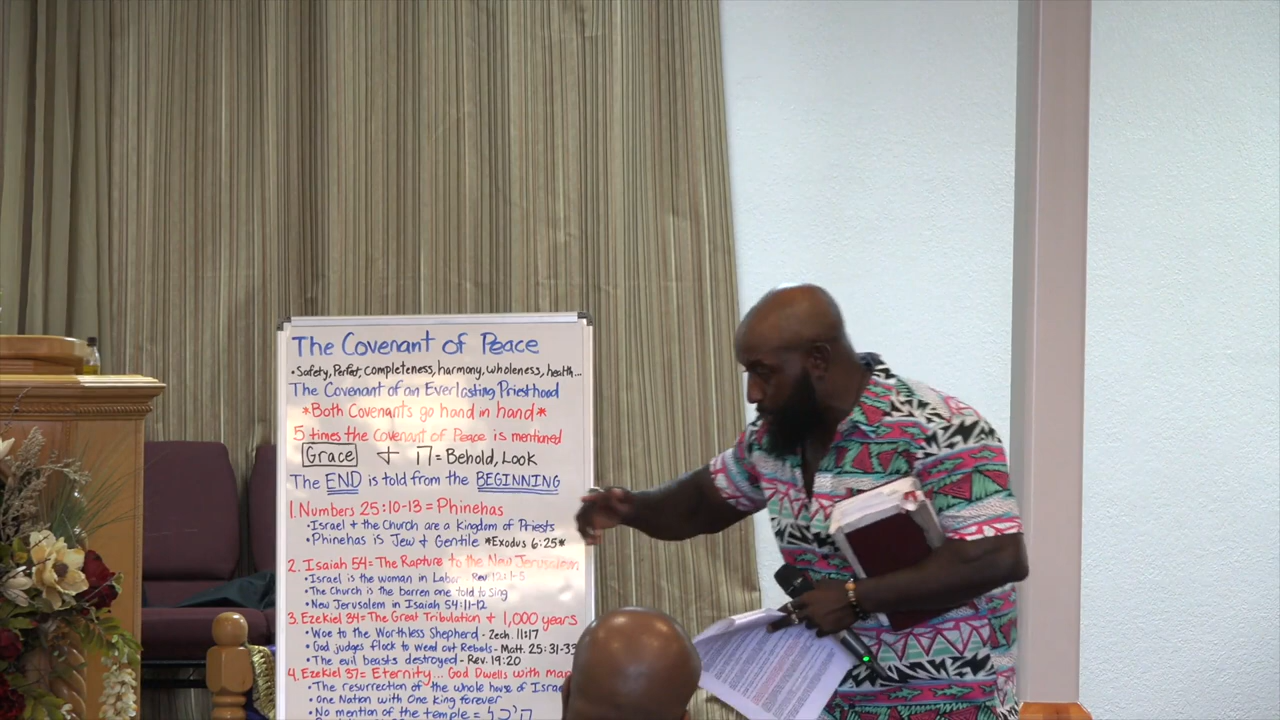 The Covenant of Peace
•Safety, Perfect, completeness, harmony, wholeness, health...
The Covenant of an Everlasting Priesthood
*Both Covenants go hand in hand*
5 times the Covenant of Peace is mentioned
Grace + ח = Behold, Look
The END is told from the BEGINNING
1. Numbers 25:10-13 = Phinehas
•Israel + the Church are a Kingdom of Priests
•Phinehas is Jew + Gentile *Exodus 6:25*
2. Isaiah 54 = The Rapture to the New Jerusalem
•Israel is the woman in Labor - Rev 12:1-5
•The Church is the barren one told to sing
•New Jerusalem in Isaiah 54:11-12
3. Ezekiel 34 = The Great Tribulation + 1,000 years
•Woe to the Worthless Shepherd - Zech. 11:17
•God judges flock to weed out Rebels - Matt. 25:31-33
•The evil beasts destroyed - Rev. 19:20
4. Ezekiel 37 = Eternity... God Dwells with man
•The resurrection of the whole house of Israe
•One Nation with One King forever
•No mention of the temple =